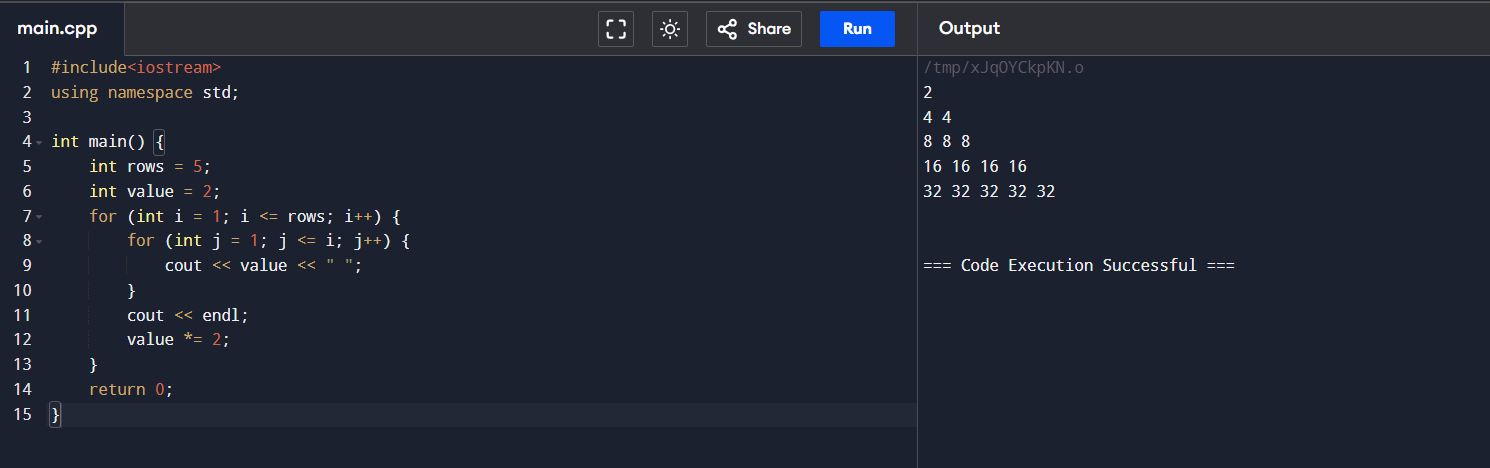 main.cpp
Share
Run
Output
1 #include<iostream>
2 using namespace std;
3
4 int main() {
5     int rows = 5;
6     int value = 2;
7     for (int i = 1; i <= rows; i++) {
8         for (int j = 1; j <= i; j++) {
9             cout << value << " ";
10         }
11         cout << endl;
12         value *= 2;
13     }
14     return 0;
15 }
/tmp/xJqOYCkpKN.o
2
4 4
8 8 8
16 16 16 16
32 32 32 32 32
=== Code Execution Successful ===